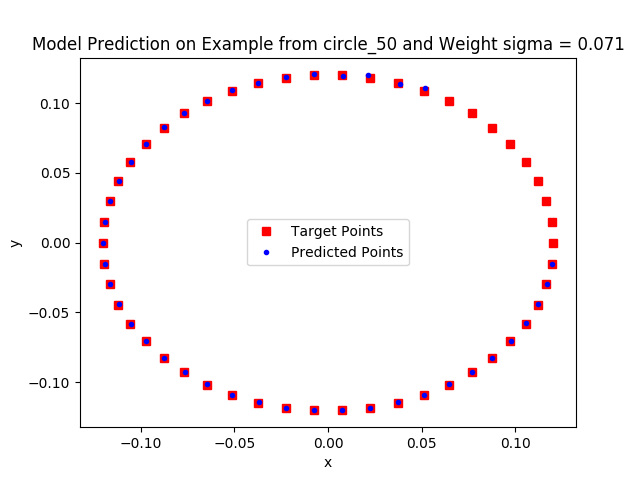 Model Prediction on Example from circle_50 and Weight sigma = 0.071
0.10
0.05
0.00
−0.05
−0.10
y
Target Points
Predicted Points
−0.10
−0.05
0.00
0.05
0.10
x